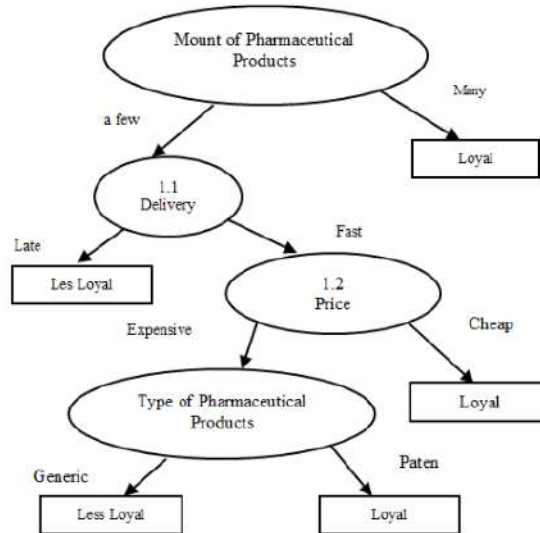 Mount of Pharmaceutical
Products
Many
a few
Loyal
1.1
Delivery
Late
Fast
Les Loyal
1.2
Price
Expensive
Cheap
Type of Pharmaceutical
Products
Loyal
Generic
Paten
Less Loyal
Loyal